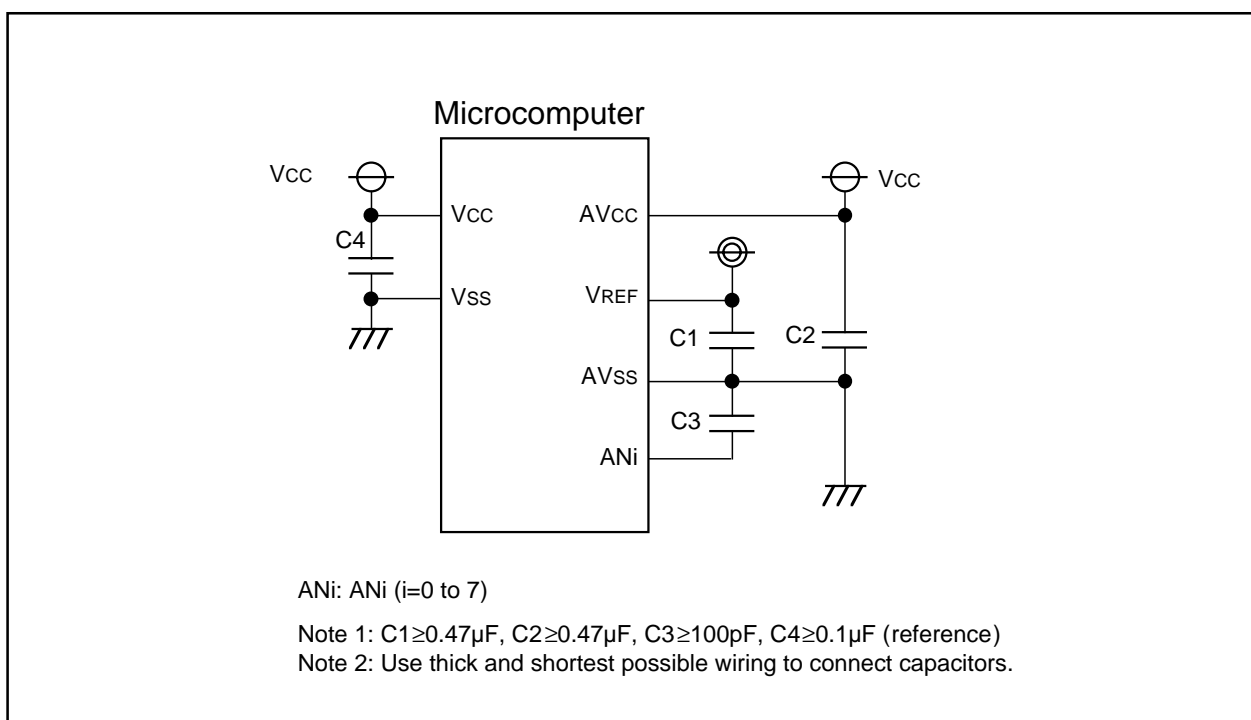 Microcomputer
VCC
VCC
VCC
AVCC
C4
VSS
VREF
C1
C2
AVSS
C3
ANi
ANi: ANi (i=0 to 7)
Note 1: C1≥0.47µF, C2≥0.47µF, C3≥100pF, C4≥0.1µF (reference)
Note 2: Use thick and shortest possible wiring to connect capacitors.